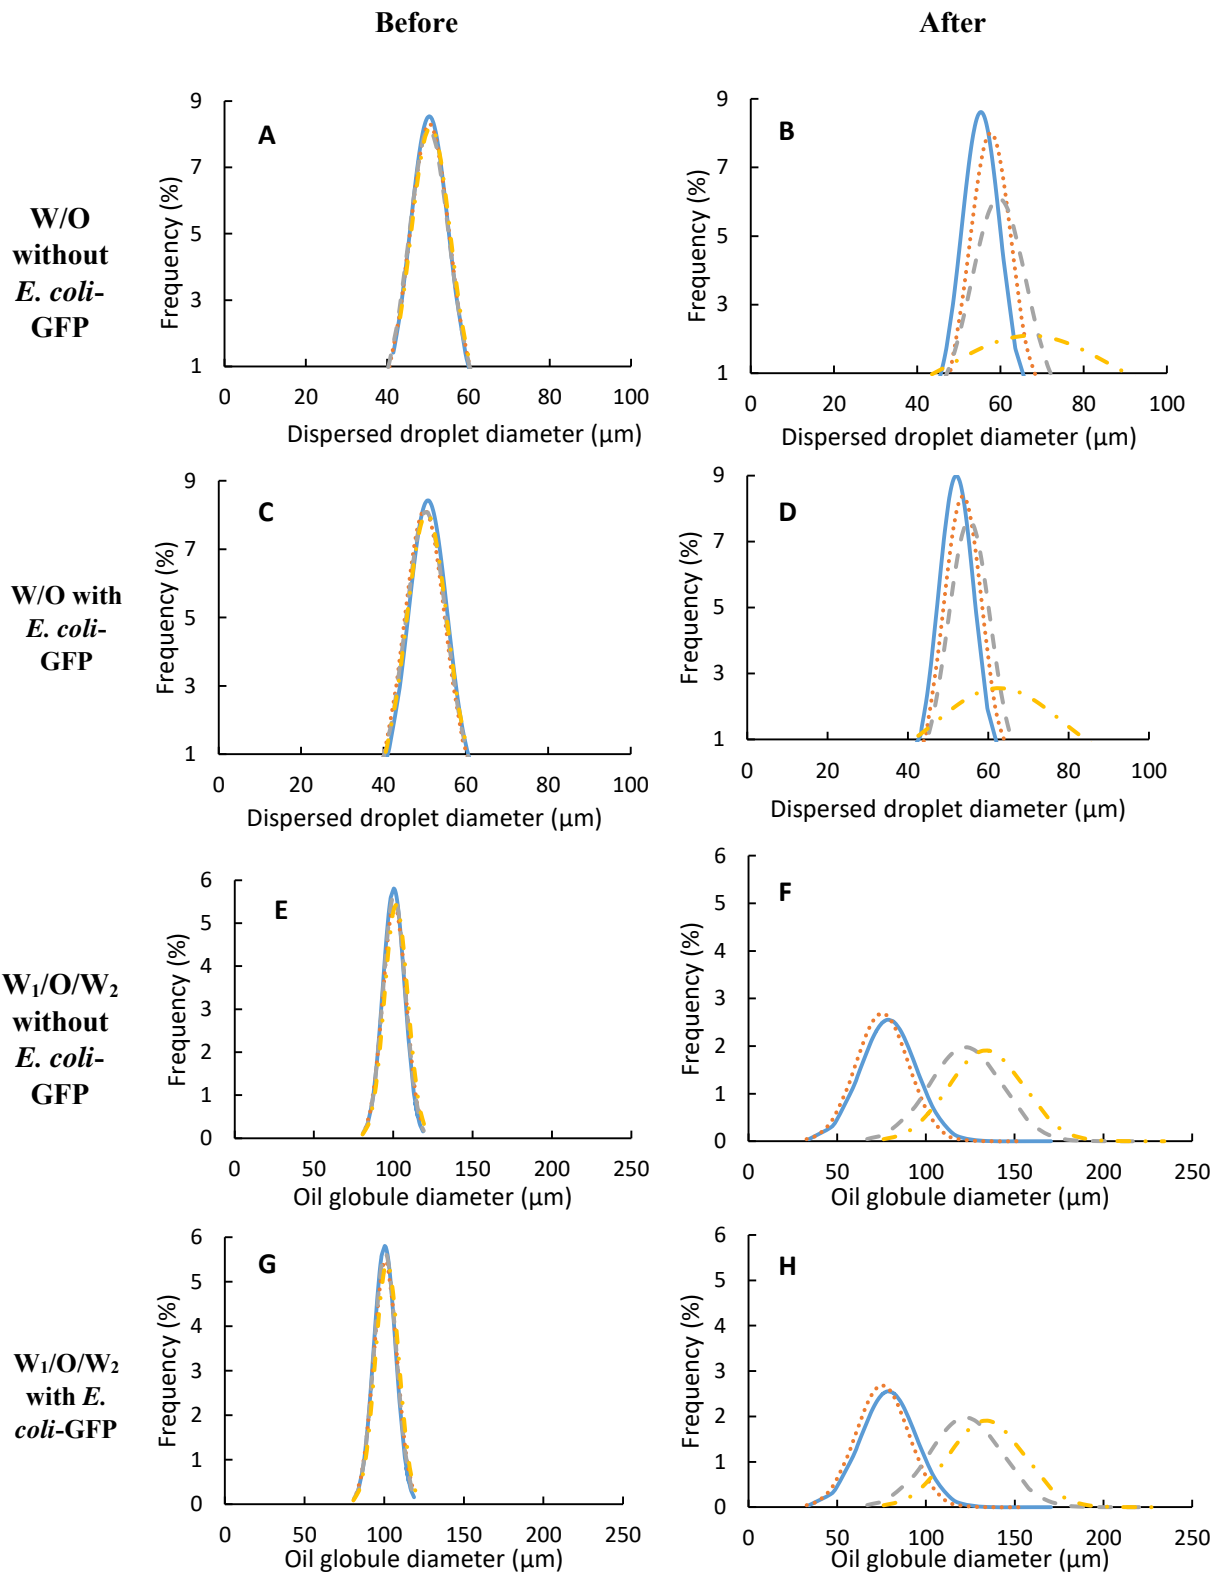 Before
After
W/O
without
E. coli-
GFP
A
9
7
5
3
1
Frequency (%)
0 20 40 60 80 100
Dispersed droplet diameter (µm)
B
9
7
5
3
1
Frequency (%)
0 20 40 60 80 100
Dispersed droplet diameter (µm)
W/O with
E. coli-
GFP
C
9
7
5
3
1
Frequency (%)
0 20 40 60 80 100
Dispersed droplet diameter (µm)
D
9
7
5
3
1
Frequency (%)
0 20 40 60 80 100
Dispersed droplet diameter (µm)
W₁/O/W₂
without
E. coli-
GFP
E
6
5
4
3
2
1
0
Frequency (%)
0 50 100 150 200 250
Oil globule diameter (µm)
F
6
5
4
3
2
1
0
Frequency (%)
0 50 100 150 200 250
Oil globule diameter (µm)
W₁/O/W₂
with E.
coli-GFP
G
6
5
4
3
2
1
0
Frequency (%)
0 50 100 150 200 250
Oil globule diameter (µm)
H
6
5
4
3
2
1
0
Frequency (%)
0 50 100 150 200 250
Oil globule diameter (µm)